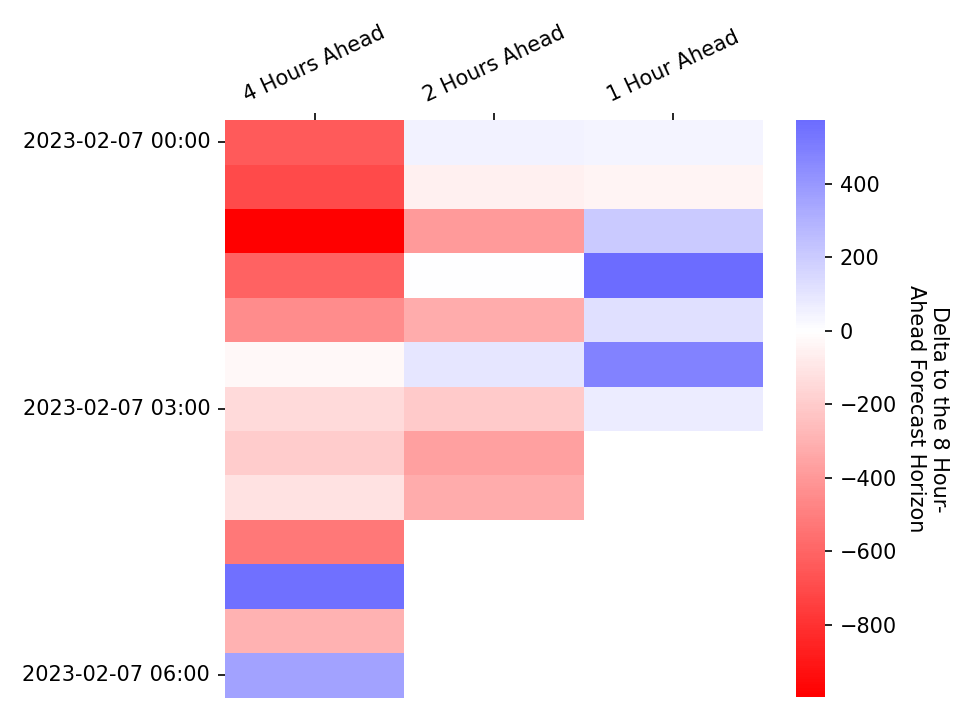 4 Hours Ahead
2 Hours Ahead
1 Hour Ahead
2023-02-07 00:00
2023-02-07 03:00
2023-02-07 06:00
400
200
0
−200
−400
−600
−800
Delta to the 8 Hour-
Ahead Forecast Horizon